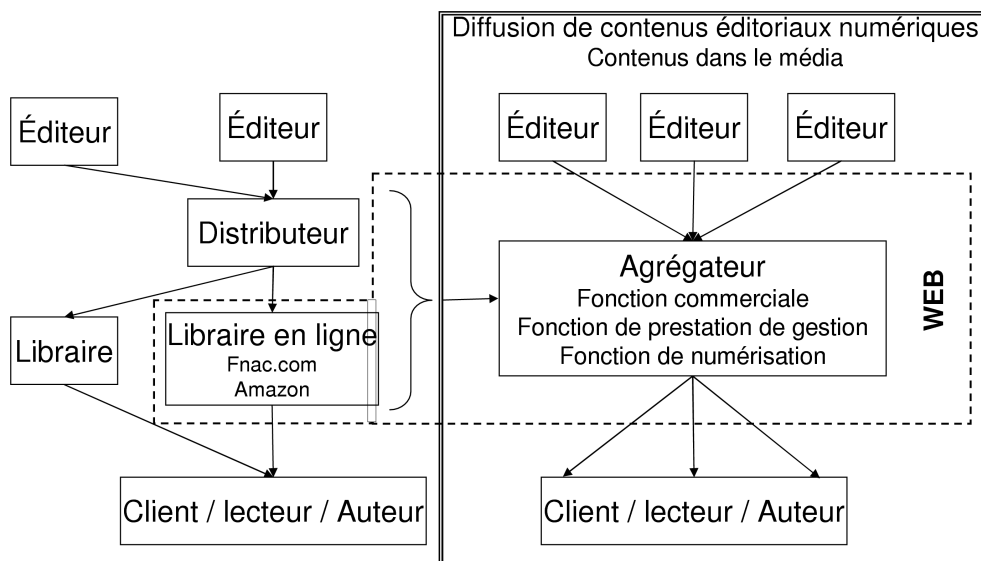 Diffusion de contenus éditoriaux numériques
Contenus dans le média
Éditeur
Éditeur
Éditeur
Éditeur
Éditeur
Distributeur
Libraire
Libraire en ligne
Fnac.com
Amazon
Agrégateur
Fonction commerciale
Fonction de prestation de gestion
Fonction de numérisation
WEB
Client / lecteur / Auteur
Client / lecteur / Auteur